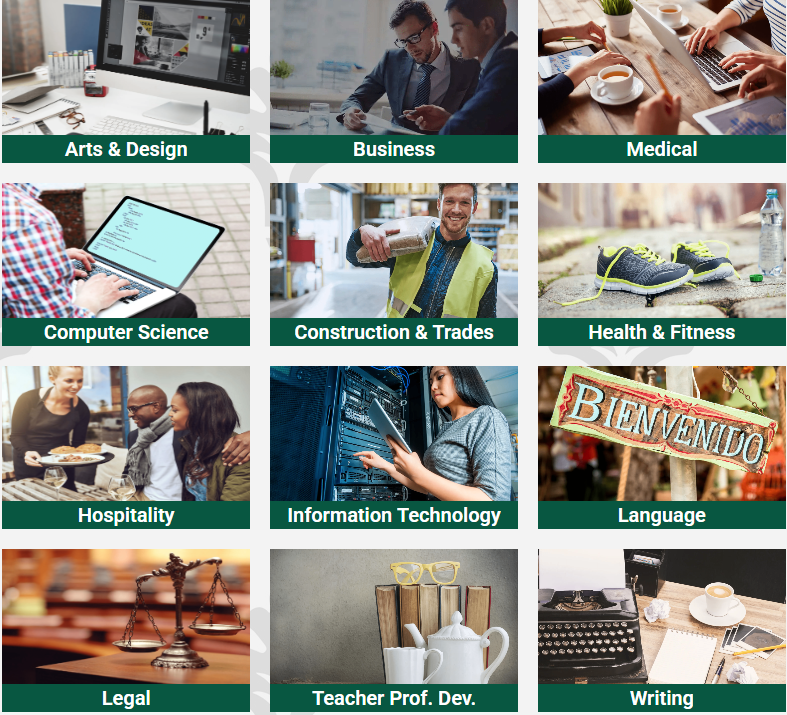 Arts & Design
Business
Medical
Computer Science
Construction & Trades
Health & Fitness
BIENVENIDO
Hospitality
Information Technology
Language
Legal
Teacher Prof. Dev.
Writing